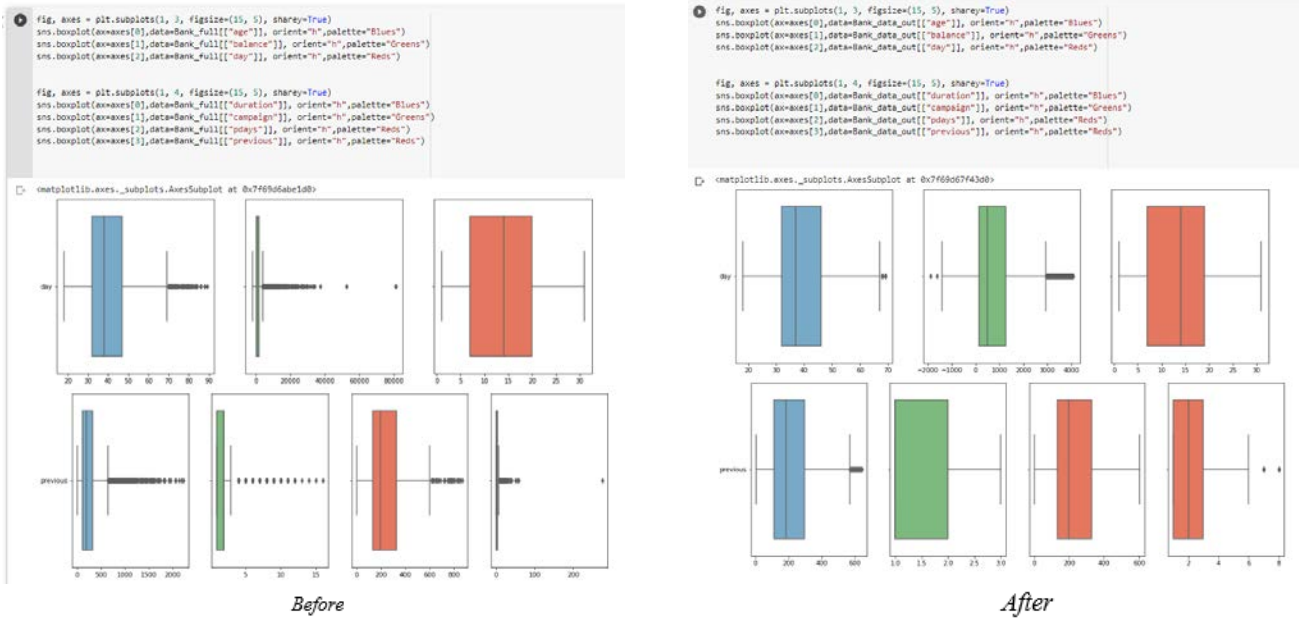 fig, axes = plt.subplots(1, 3, figsize=(15, 5), sharey=True)
sns.boxplot(ax=axes[0],data=Bank_full[["age"]], orient="h",palette="Blues")
sns.boxplot(ax=axes[1],data=Bank_full[["balance"]], orient="h",palette="Greens")
sns.boxplot(ax=axes[2],data=Bank_full[["day"]], orient="h",palette="Reds")
fig, axes = plt.subplots(1, 4, figsize=(15, 5), sharey=True)
sns.boxplot(ax=axes[0],data=Bank_full[["duration"]], orient="h",palette="Blues")
sns.boxplot(ax=axes[1],data=Bank_full[["campaign"]], orient="h",palette="Greens")
sns.boxplot(ax=axes[2],data=Bank_full[["pdays"]], orient="h",palette="Reds")
sns.boxplot(ax=axes[3],data=Bank_full[["previous"]], orient="h",palette="Reds")
<matplotlib.axes._subplots.AxesSubplot at 0x7f69d6abe1d0>
day
20 30 40 50 60 70 80 90
0 20000 40000 60000 80000
0 5 10 15 20 25 30
previous
0 500 1000 1500 2000
5 10 15
0 200 400 600 800
0 100 200
Before
fig, axes = plt.subplots(1, 3, figsize=(15, 5), sharey=True)
sns.boxplot(ax=axes[0],data=Bank_data_out[["age"]], orient="h",palette="Blues")
sns.boxplot(ax=axes[1],data=Bank_data_out[["balance"]], orient="h",palette="Greens")
sns.boxplot(ax=axes[2],data=Bank_data_out[["day"]], orient="h",palette="Reds")
fig, axes = plt.subplots(1, 4, figsize=(15, 5), sharey=True)
sns.boxplot(ax=axes[0],data=Bank_data_out[["duration"]], orient="h",palette="Blues")
sns.boxplot(ax=axes[1],data=Bank_data_out[["campaign"]], orient="h",palette="Greens")
sns.boxplot(ax=axes[2],data=Bank_data_out[["pdays"]], orient="h",palette="Reds")
sns.boxplot(ax=axes[3],data=Bank_data_out[["previous"]], orient="h",palette="Reds")
<matplotlib.axes._subplots.AxesSubplot at 0x7f69d67f43d0>
day
20 30 40 50 60 70
−2000 −1000 0 1000 2000 3000 4000
0 5 10 15 20 25 30
previous
0 200 400 600
1.0 1.5 2.0 2.5 3.0
0 200 400 600
2 4 6 8
After